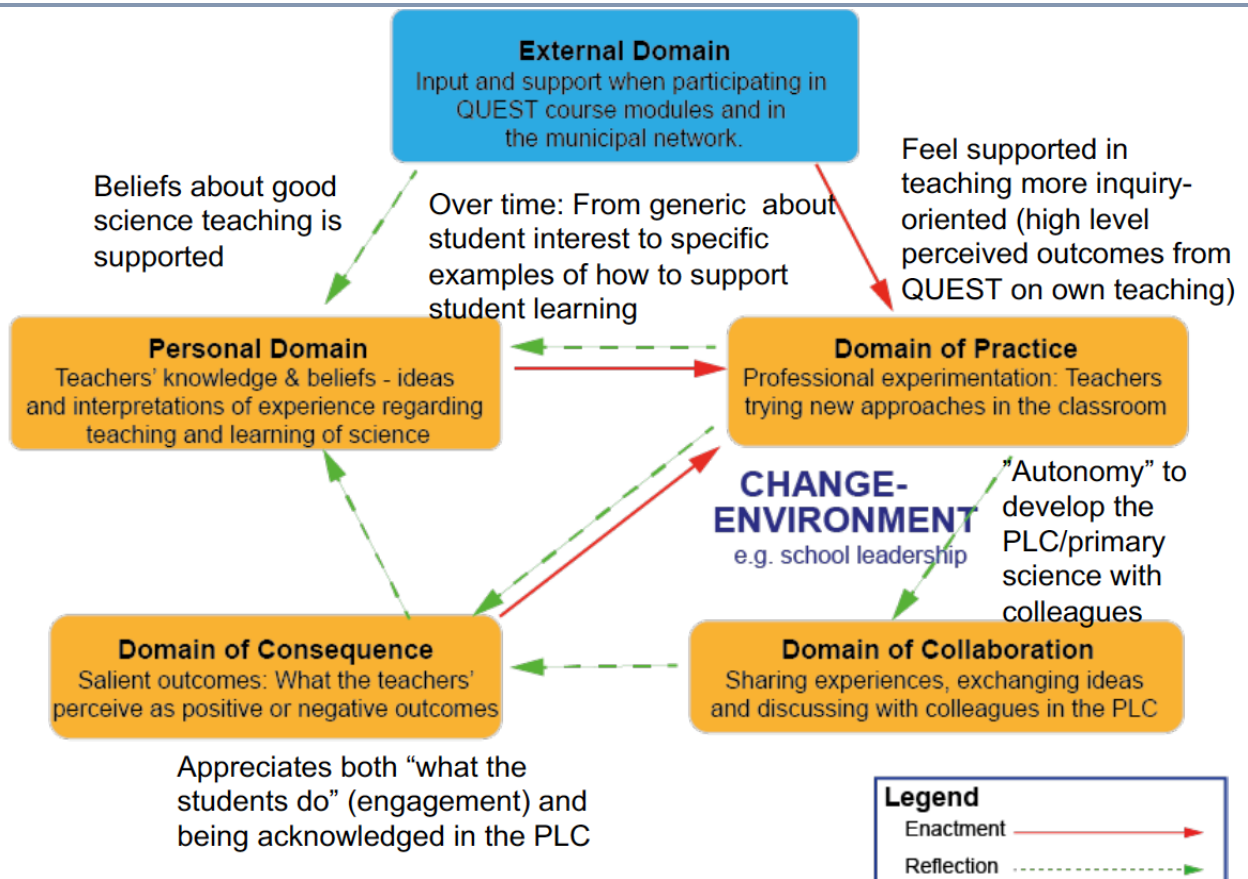 External Domain
Input and support when participating in
QUEST course modules and in
the municipal network.
Beliefs about good
science teaching is
supported
Over time: From generic about
student interest to specific
examples of how to support
student learning
Feel supported in
teaching more inquiry-
oriented (high level
perceived outcomes from
QUEST on own teaching)
Personal Domain
Teachers’ knowledge & beliefs - ideas
and interpretations of experience regarding
teaching and learning of science
Domain of Practice
Professional experimentation: Teachers
trying new approaches in the classroom
CHANGE-
ENVIRONMENT
e.g. school leadership
”Autonomy” to
develop the
PLC/primary
science with
colleagues
Domain of Consequence
Salient outcomes: What the teachers’
perceive as positive or negative outcomes
Domain of Collaboration
Sharing experiences, exchanging ideas
and discussing with colleagues in the PLC
Appreciates both “what the
students do” (engagement) and
being acknowledged in the PLC
Legend
Enactment
Reflection